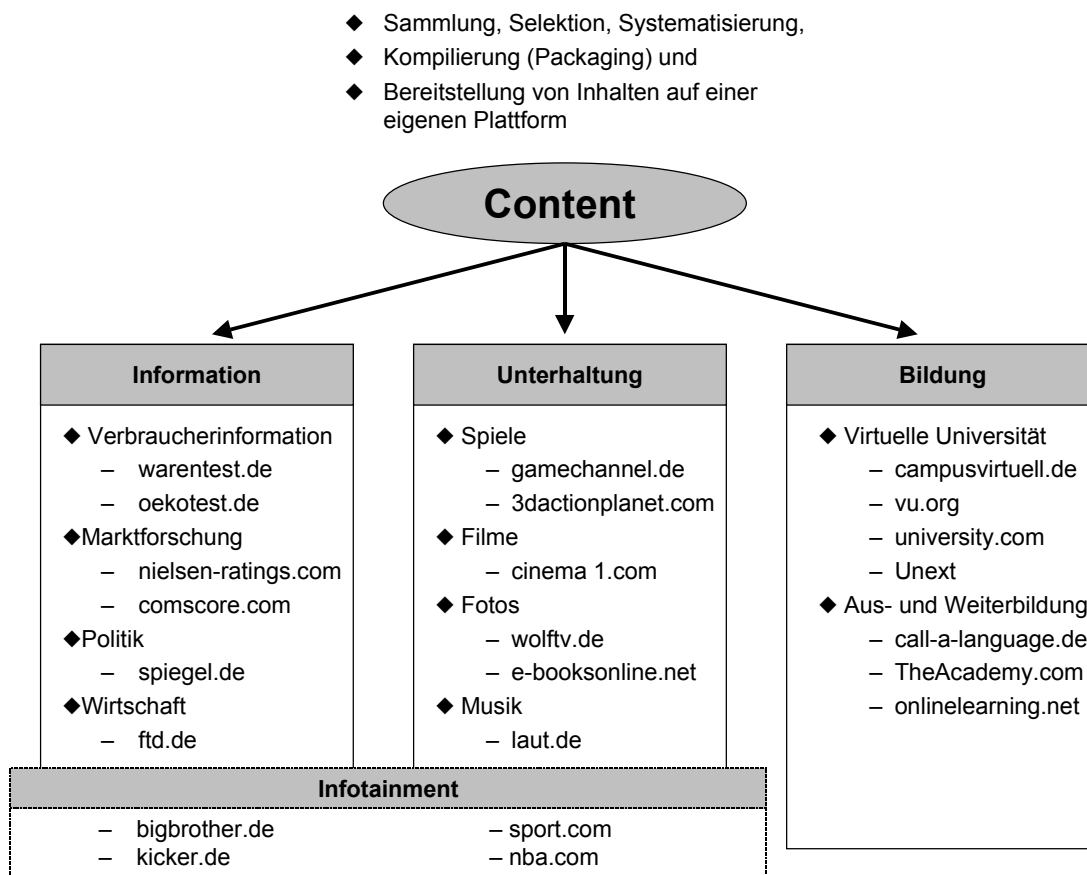 ◆ Sammlung, Selektion, Systematisierung,
◆ Kompilierung (Packaging) und
◆ Bereitstellung von Inhalten auf einer
eigenen Plattform
Content
Information
◆ Verbraucherinformation
– warentest.de
– oekotest.de
◆Marktforschung
– nielsen-ratings.com
– comscore.com
◆Politik
– spiegel.de
◆Wirtschaft
– ftd.de
Unterhaltung
◆ Spiele
– gamechannel.de
– 3dactionplanet.com
◆ Filme
– cinema 1.com
◆ Fotos
– wolftv.de
– e-booksonline.net
◆ Musik
– laut.de
Bildung
◆ Virtuelle Universität
– campusvirtuell.de
– vu.org
– university.com
– Unext
◆ Aus- und Weiterbildung
– call-a-language.de
– TheAcademy.com
– onlinelearning.net
Infotainment
– bigbrother.de
– kicker.de
– sport.com
– nba.com